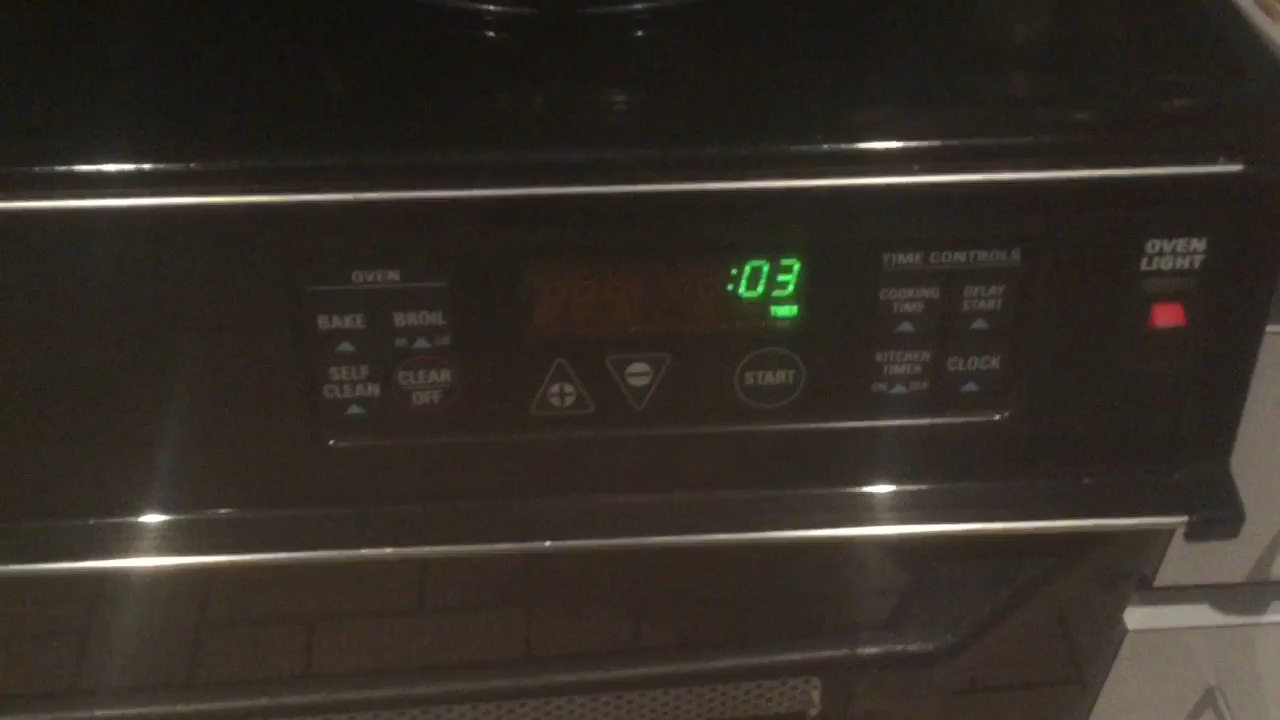 OVEN
BAKE
BROIL
HI LO
SELF
CLEAN
CLEAR
OFF
:03
TIMER
START
TIME CONTROLS
COOKING
TIME
DELAY
START
KITCHEN
TIMER
ON OFF
CLOCK
OVEN
LIGHT